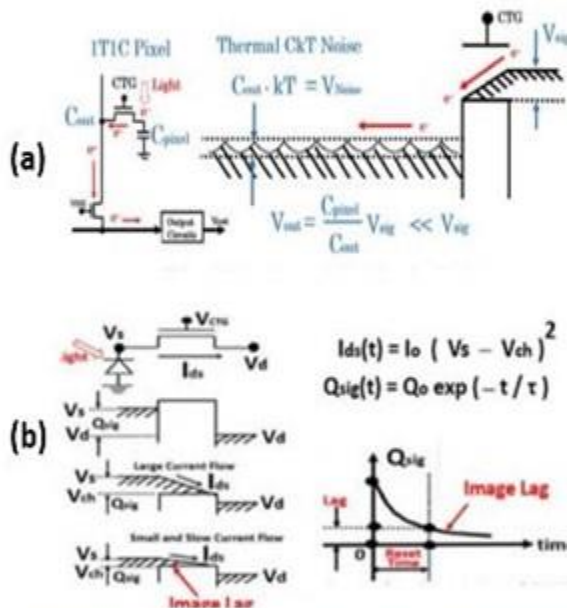 (a)
1T1C Pixel
CTG
Light
e-
Cout
Cpixel
e-
e-
e-
Output
Circuits
Vout
Thermal CkT Noise
Cout · kT = VNoise
e-
CTG
Vsig
e-
e-
Vout = Cpixel / Cout Vsig << Vsig
(b)
Vs
VCTG
Vd
Ids
Vs
Qsig
Vd
Vd
Large Current Flow
Vs
Ids
Vch
Qsig
Vd
Small and Slow Current Flow
Vs
Ids
Vch
Qsig
Vd
Image Lag
Ids(t) = Io ( Vs – Vch )²
Qsig(t) = Qo exp ( – t / τ )
Qsig
Lag
Image Lag
0
Reset
Time
time